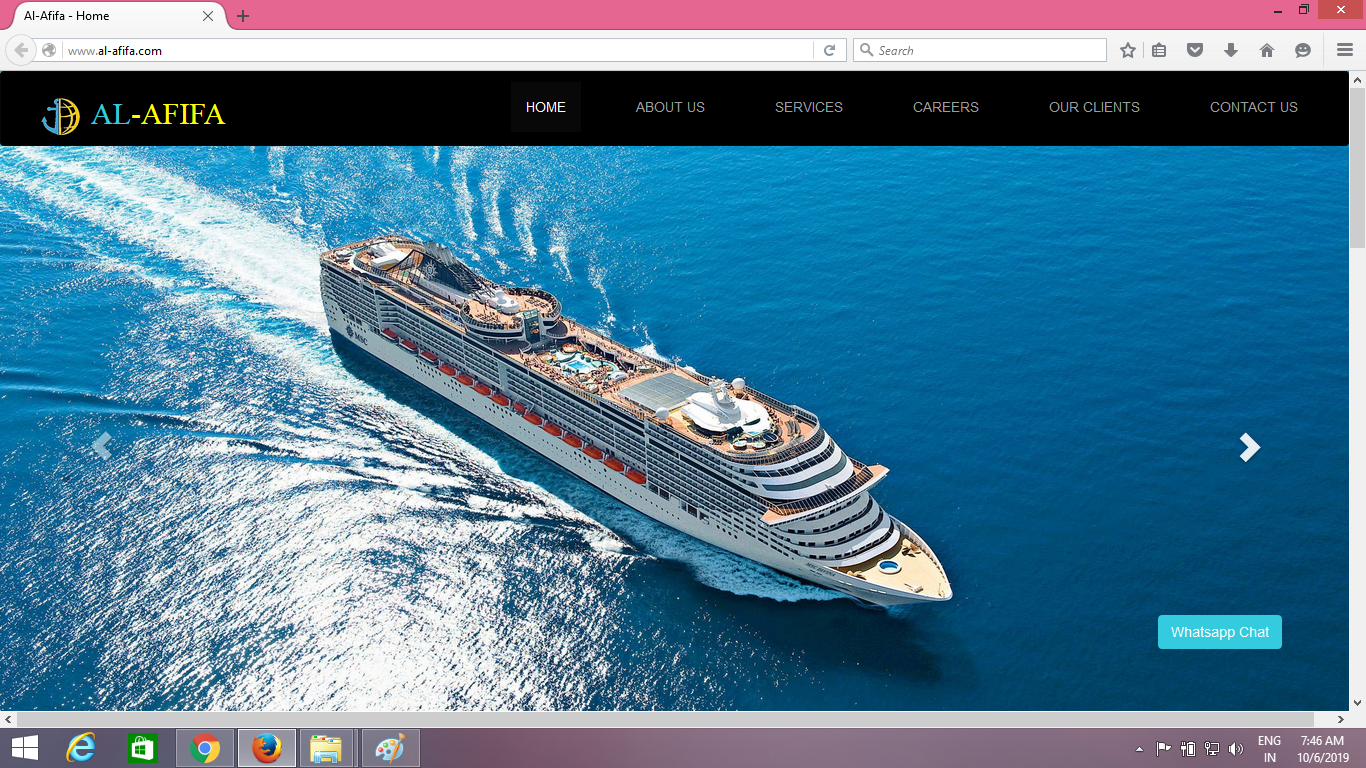 Al-Afifa - Home
www.al-afifa.com
Search
AL-AFIFA
HOME ABOUT US SERVICES CAREERS OUR CLIENTS CONTACT US
MSC
Whatsapp Chat
ENG 7:46 AM
IN 10/6/2019